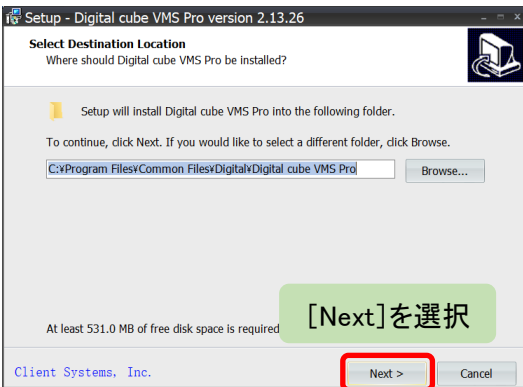 Setup - Digital cube VMS Pro version 2.13.26
Select Destination Location
Where should Digital cube VMS Pro be installed?
Setup will install Digital cube VMS Pro into the following folder.
To continue, click Next. If you would like to select a different folder, click Browse.
C:¥Program Files¥Common Files¥Digital¥Digital cube VMS Pro
Browse...
[Next]を選択
At least 531.0 MB of free disk space is required
Client Systems, Inc.
Next >
Cancel